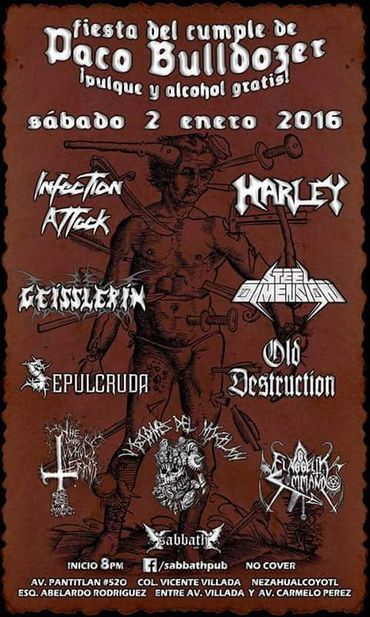 fiesta del cumple de
Paco Bulldozer
¡pulque y alcohol gratis!
sábado 2 enero 2016
Infection
Attack
Harley
Geisslerin
Steel
Dimension
Sepulcruda
Old
Destruction
Visiones del
sabbath
INICIO 8PM /sabbathpub NO COVER
AV. PANTITLAN #520 COL. VICENTE VILLADA NEZAHUALCOYOTL
ESQ. ABELARDO RODRIGUEZ ENTRE AV. VILLADA Y AV. CARMELO PEREZ